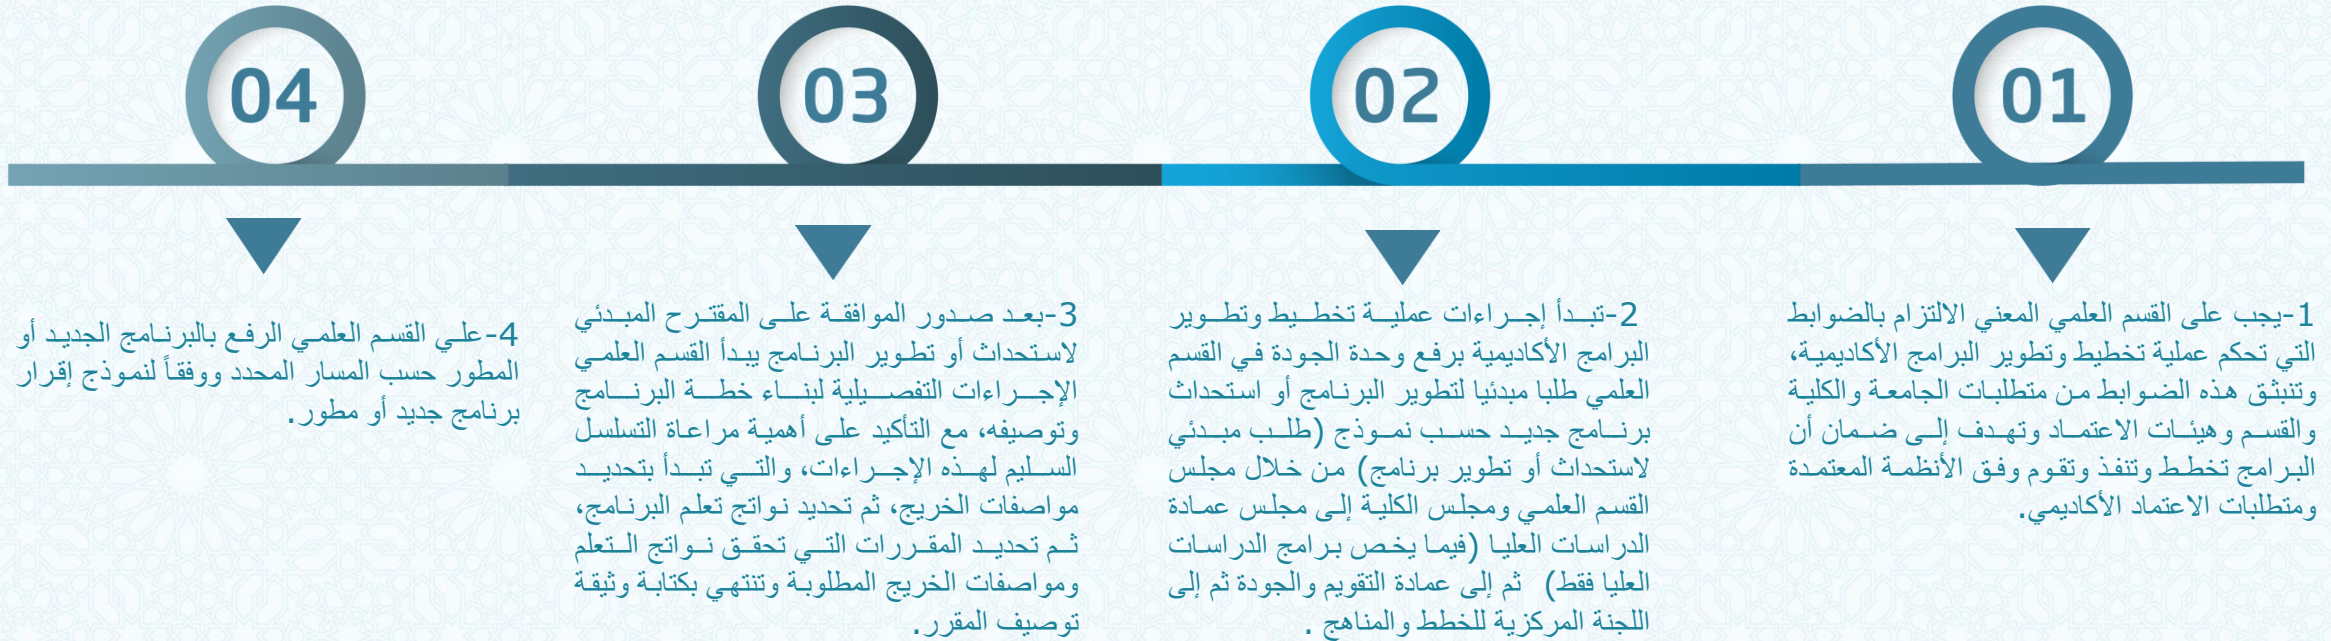 01
1-يجب على القسم العلمي المعني الالتزام بالضوابط
التي تحكم عملية تخطيط وتطوير البرامج الأكاديمية،
وتنبثق هذه الضوابط من متطلبات الجامعة والكلية
والقسم وهيئات الاعتماد وتهدف إلى ضمان أن
البرامج تخطط وتنفذ وتقوم وفق الأنظمة المعتمدة
ومتطلبات الاعتماد الأكاديمي.
02
2-تبدأ إجراءات عملية تخطيط وتطوير
البرامج الأكاديمية برفع وحدة الجودة في القسم
العلمي طلبا مبدئيا لتطوير البرنامج أو استحداث
برنامج جديد حسب نموذج (طلب مبدئي
لاستحداث أو تطوير برنامج) من خلال مجلس
القسم العلمي ومجلس الكلية إلى مجلس عمادة
الدراسات العليا (فيما يخص برامج الدراسات
العليا فقط) ثم إلى عمادة التقويم والجودة ثم إلى
اللجنة المركزية للخطط والمناهج .
03
3-بعد صدور الموافقة على المقترح المبدئي
لاستحداث أو تطوير البرنامج يبدأ القسم العلمي
الإجراءات التفصيلية لبناء خطة البرنامج
وتوصيفه، مع التأكيد على أهمية مراعاة التسلسل
السليم لهذه الإجراءات، والتي تبدأ بتحديد
مواصفات الخريج، ثم تحديد نواتج تعلم البرنامج،
ثم تحديد المقررات التي تحقق نواتج التعلم
ومواصفات الخريج المطلوبة وتنتهي بكتابة وثيقة
توصيف المقرر.
04
4-علي القسم العلمي الرفع بالبرنامج الجديد أو
المطور حسب المسار المحدد ووفقاً لنموذج إقرار
برنامج جديد أو مطور.